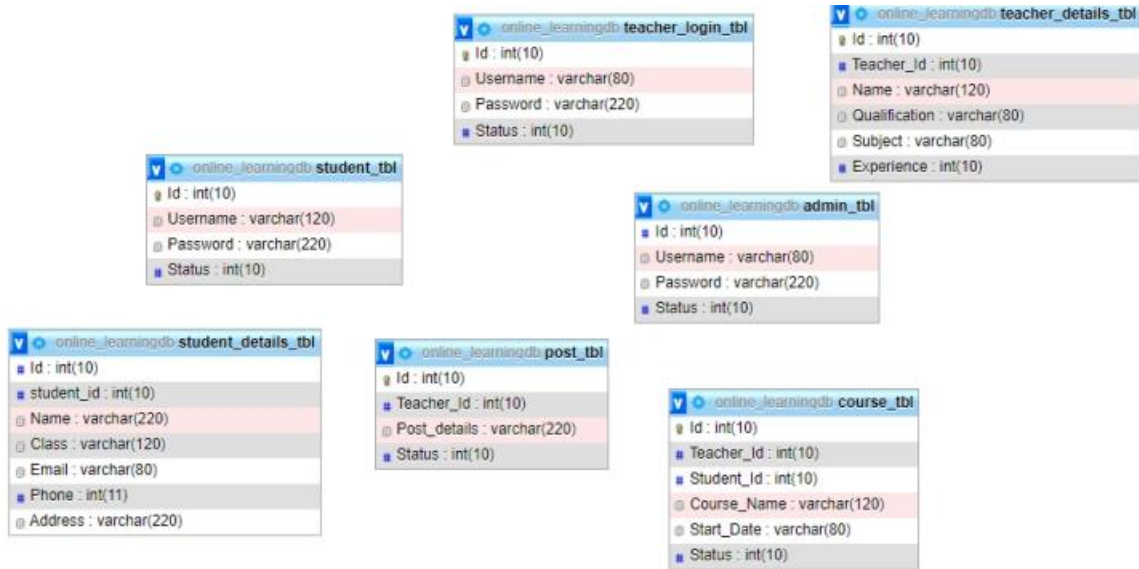 online_learningdb teacher_login_tbl
Id : int(10)
Username : varchar(80)
Password : varchar(220)
Status : int(10)
online_learningdb teacher_details_tbl
Id : int(10)
Teacher_Id : int(10)
Name : varchar(120)
Qualification : varchar(80)
Subject : varchar(80)
Experience : int(10)
online_learningdb student_tbl
Id : int(10)
Username : varchar(120)
Password : varchar(220)
Status : int(10)
online_learningdb admin_tbl
Id : int(10)
Username : varchar(80)
Password : varchar(220)
Status : int(10)
online_learningdb student_details_tbl
Id : int(10)
student_id : int(10)
Name : varchar(220)
Class : varchar(120)
Email : varchar(80)
Phone : int(11)
Address : varchar(220)
online_learningdb post_tbl
Id : int(10)
Teacher_Id : int(10)
Post_details : varchar(220)
Status : int(10)
online_learningdb course_tbl
Id : int(10)
Teacher_Id : int(10)
Student_Id : int(10)
Course_Name : varchar(120)
Start_Date : varchar(80)
Status : int(10)